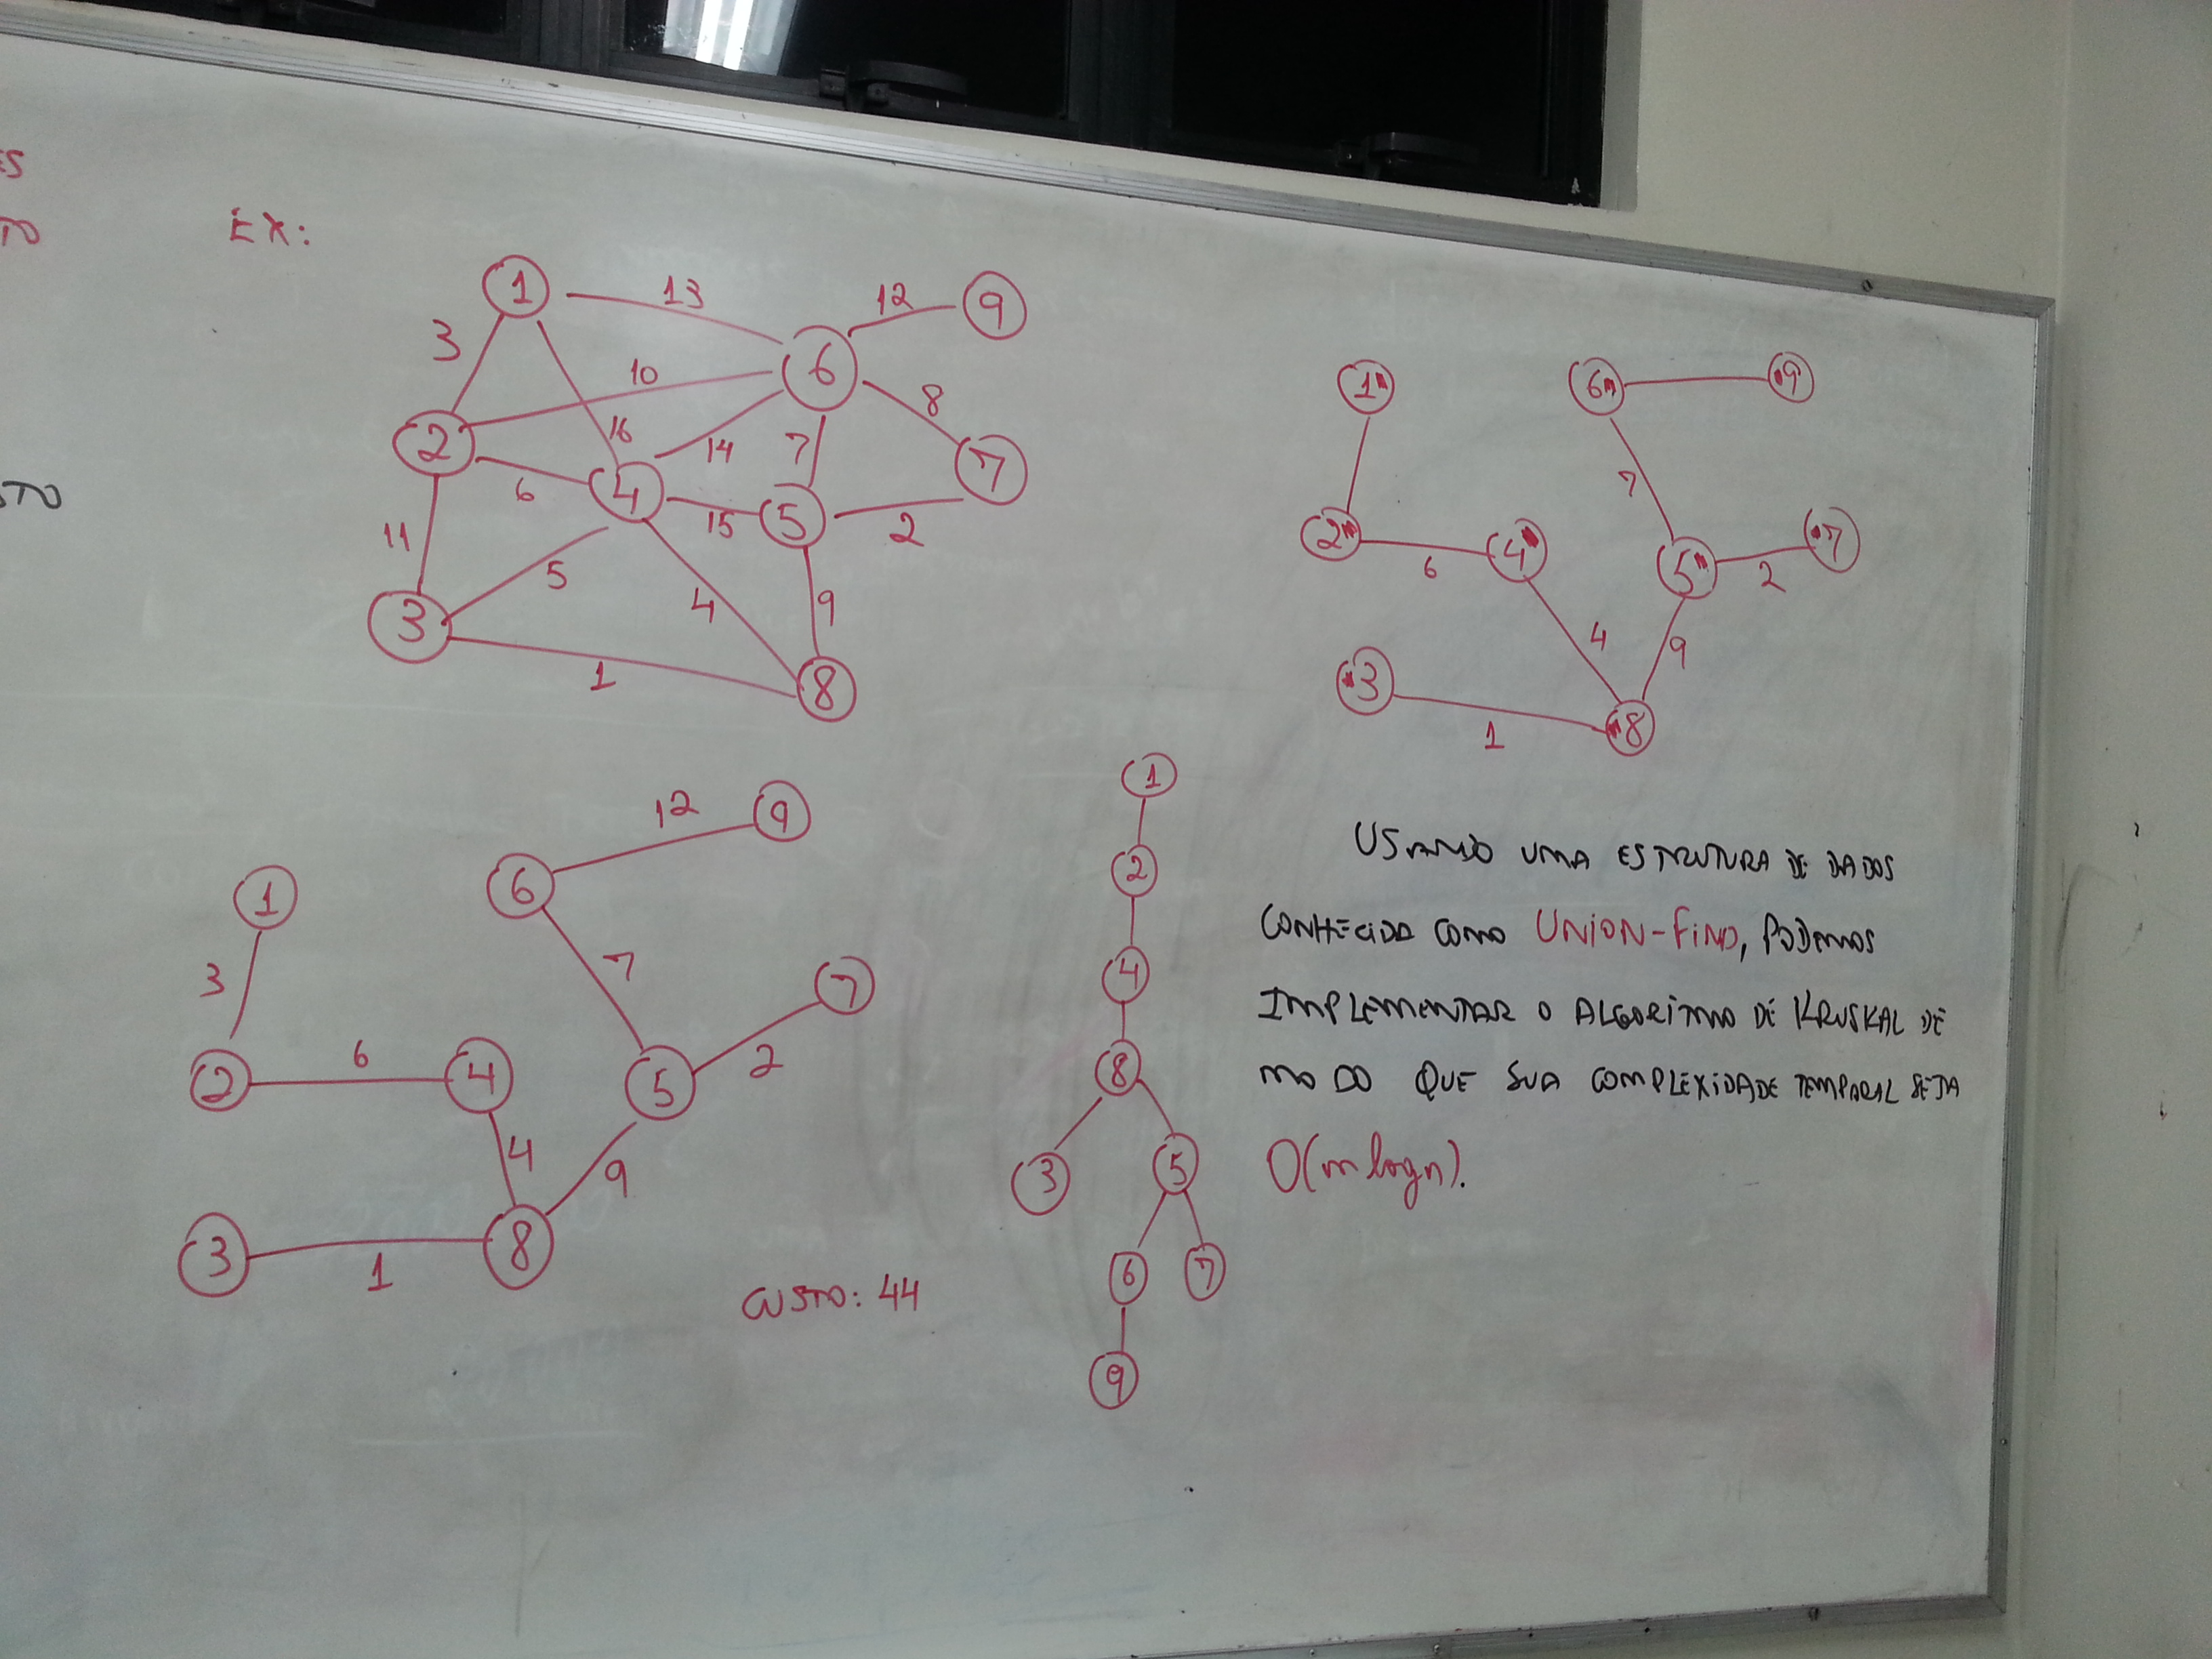 ES
TO
STO
EX:
1 13 12 9
3 6
10 8
2 16 14 7 7
6 4 15 5 2
11
5 4 9
3
1 8
1 6 9
7
2 4 5 7
6 2
4 9
3
1 8
12 9
1 6
3 7 7
6
2 4 5 2
4 9
3 8
1
CUSTO: 44
1
2
4
8
3 5
6 7
9
USANDO UMA ESTRUTURA DE DADOS
CONHECIDA COMO UNION-FIND, PODEMOS
IMPLEMENTAR O ALGORITMO DE KRUSKAL DE
MODO QUE SUA COMPLEXIDADE TEMPORAL SEJA
O(m log n).